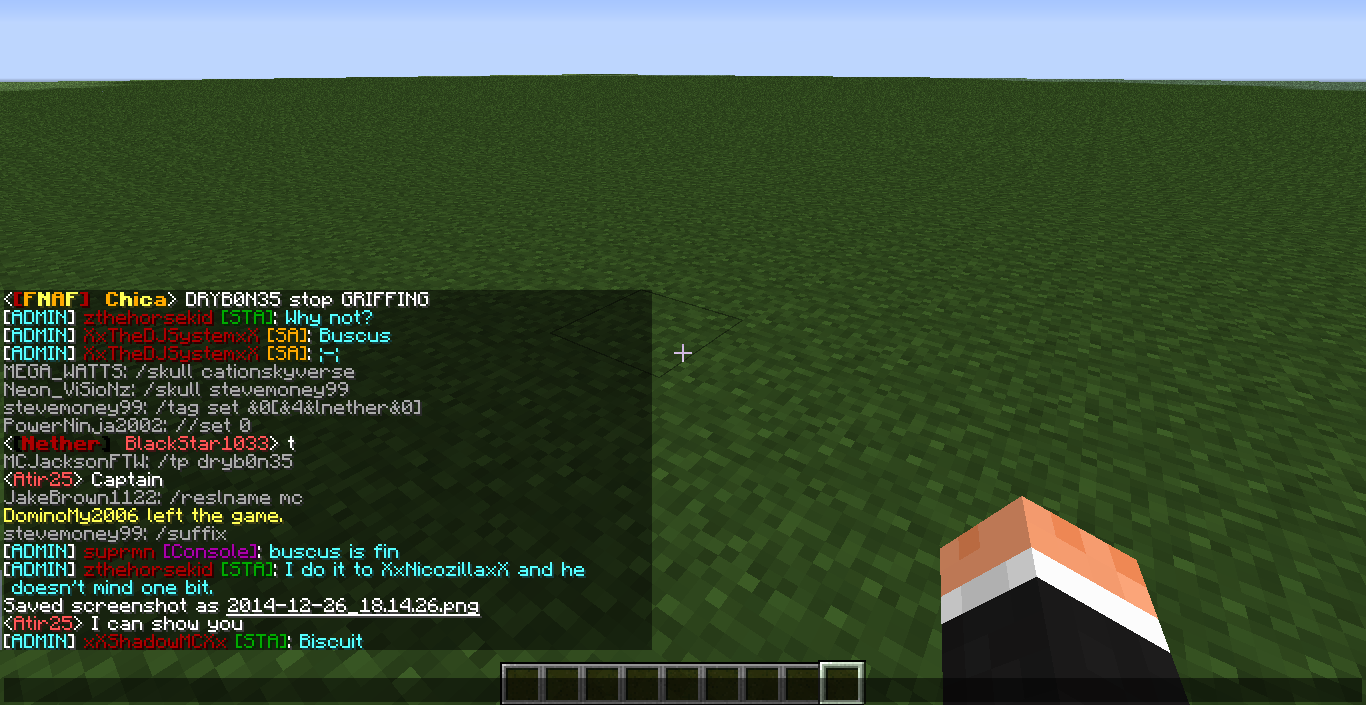 <[FNAF] Chica> DRYB0N35 stop GRIFFING
[ADMIN] zthehorsekid [STA]: Why not?
[ADMIN] XxTheDJSystemxX [SA]: Buscus
[ADMIN] XxTheDJSystemxX [SA]: ;-;
MEGA_WATTS: /skull cationskyverse
Neon_ViSioNz: /skull stevemoney99
stevemoney99: /tag set &0[&4&lnether&0]
PowerNinja2002: //set 0
<[Nether] BlackStar1033> t
MCJacksonFTW: /tp dryb0n35
<Atir25> Captain
JakeBrown1122: /reslname mc
DominoMy2006 left the game.
stevemoney99: /suffix
[ADMIN] suprmn [Console]: buscus is fin
[ADMIN] zthehorsekid [STA]: I do it to XxNicozillaxX and he
doesn't mind one bit.
Saved screenshot as 2014-12-26_18.14.26.png
<Atir25> I can show you
[ADMIN] xXShadowMCXx [STA]: Biscuit